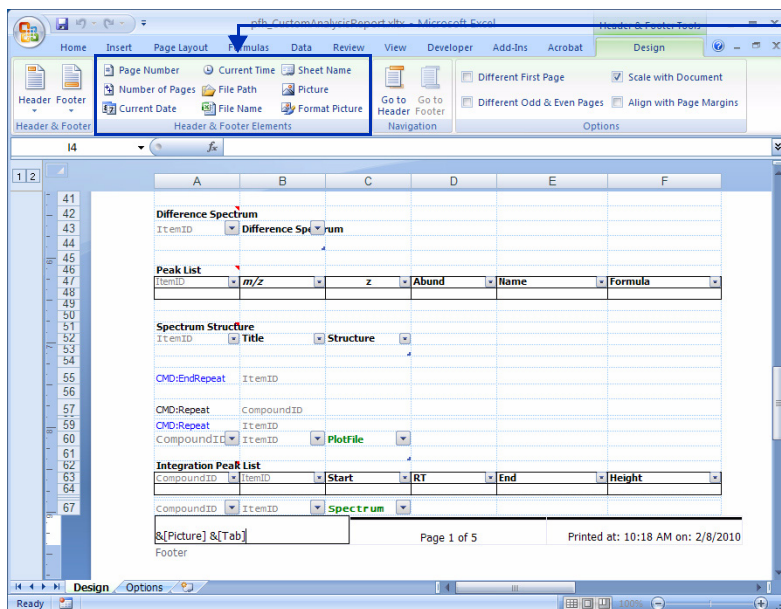 pfh_CustomAnalysisReport.xltx - Microsoft Excel
Header & Footer Tools
Home Insert Page Layout Formulas Data Review View Developer Add-Ins Acrobat Design
Page Number Current Time Sheet Name
Number of Pages File Path Picture
Current Date File Name Format Picture
Header Footer
Go to Header
Go to Footer
Different First Page Scale with Document
Different Odd & Even Pages Align with Page Margins
Header & Footer Header & Footer Elements Navigation Options
I4 fx
1 2
A B C D E F
41
42 Difference Spectrum
43 ItemID Difference Spectrum
44
45
46 Peak List
47 ItemID m/z z Abund Name Formula
48
49
50
51 Spectrum Structure
52 ItemID Title Structure
53
54
55 CMD:EndRepeat ItemID
56
57 CMD:Repeat CompoundID
59 CMD:Repeat ItemID
60 CompoundID ItemID PlotFile
61
62 Integration Peak List
63 CompoundID ItemID Start RT End Height
64
67 CompoundID ItemID Spectrum
&[Picture] &[Tab] Page 1 of 5 Printed at: 10:18 AM on: 2/8/2010
Footer
Design Options
Ready 100%